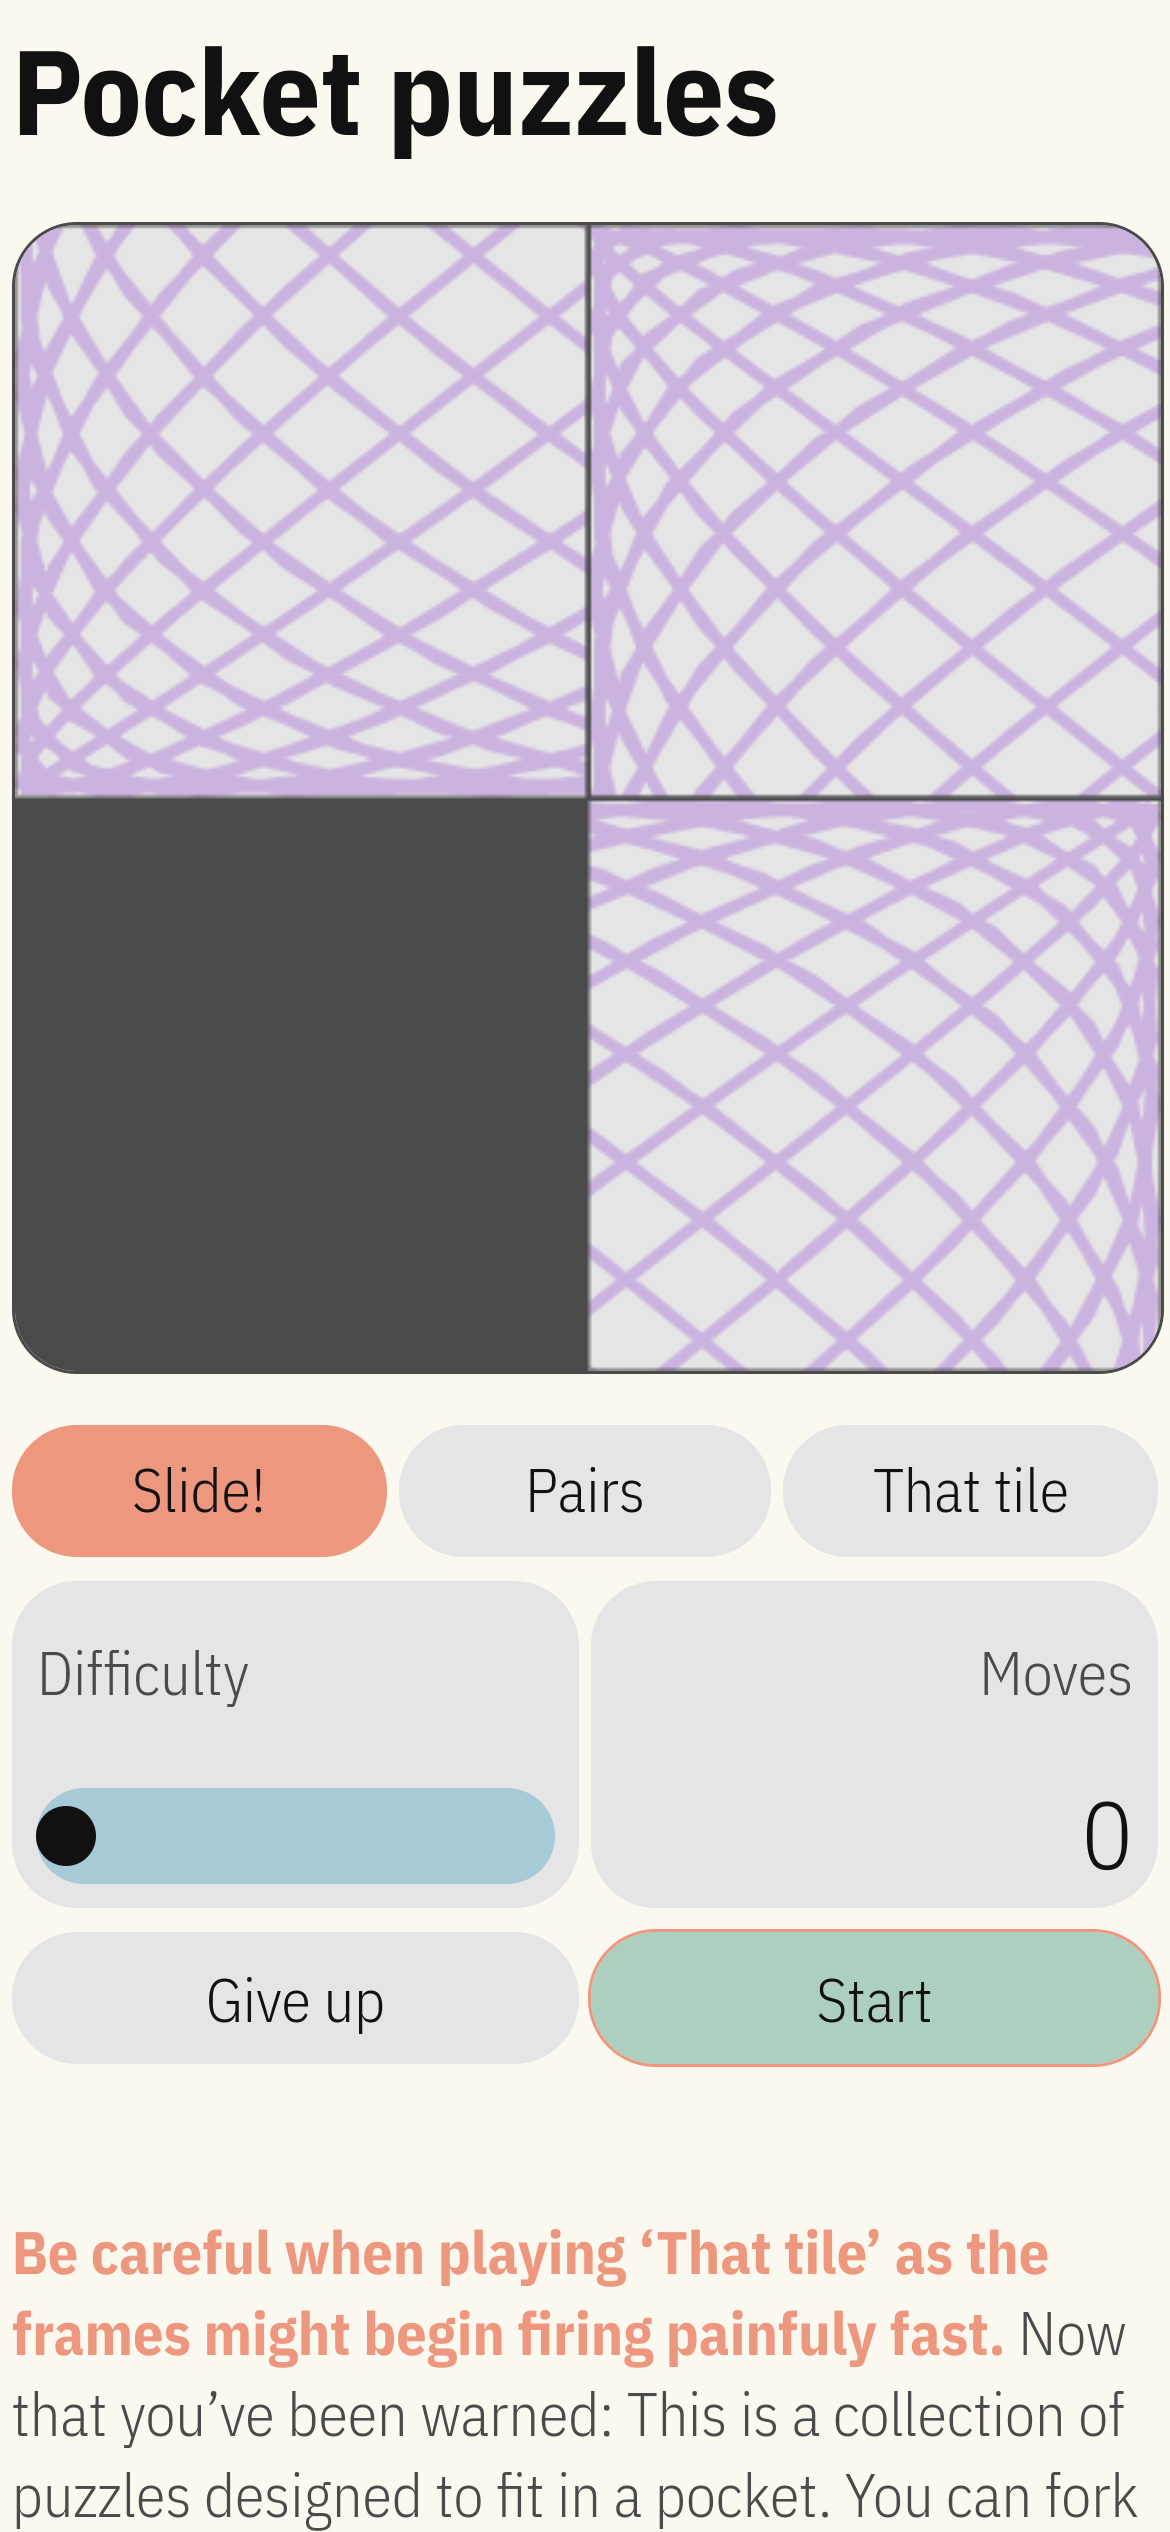 Pocket puzzles
Slide!
Pairs
That tile
Difficulty
Moves
0
Give up
Start
Be careful when playing ‘That tile’ as the
frames might begin firing painfuly fast. Now
that you’ve been warned: This is a collection of
puzzles designed to fit in a pocket. You can fork